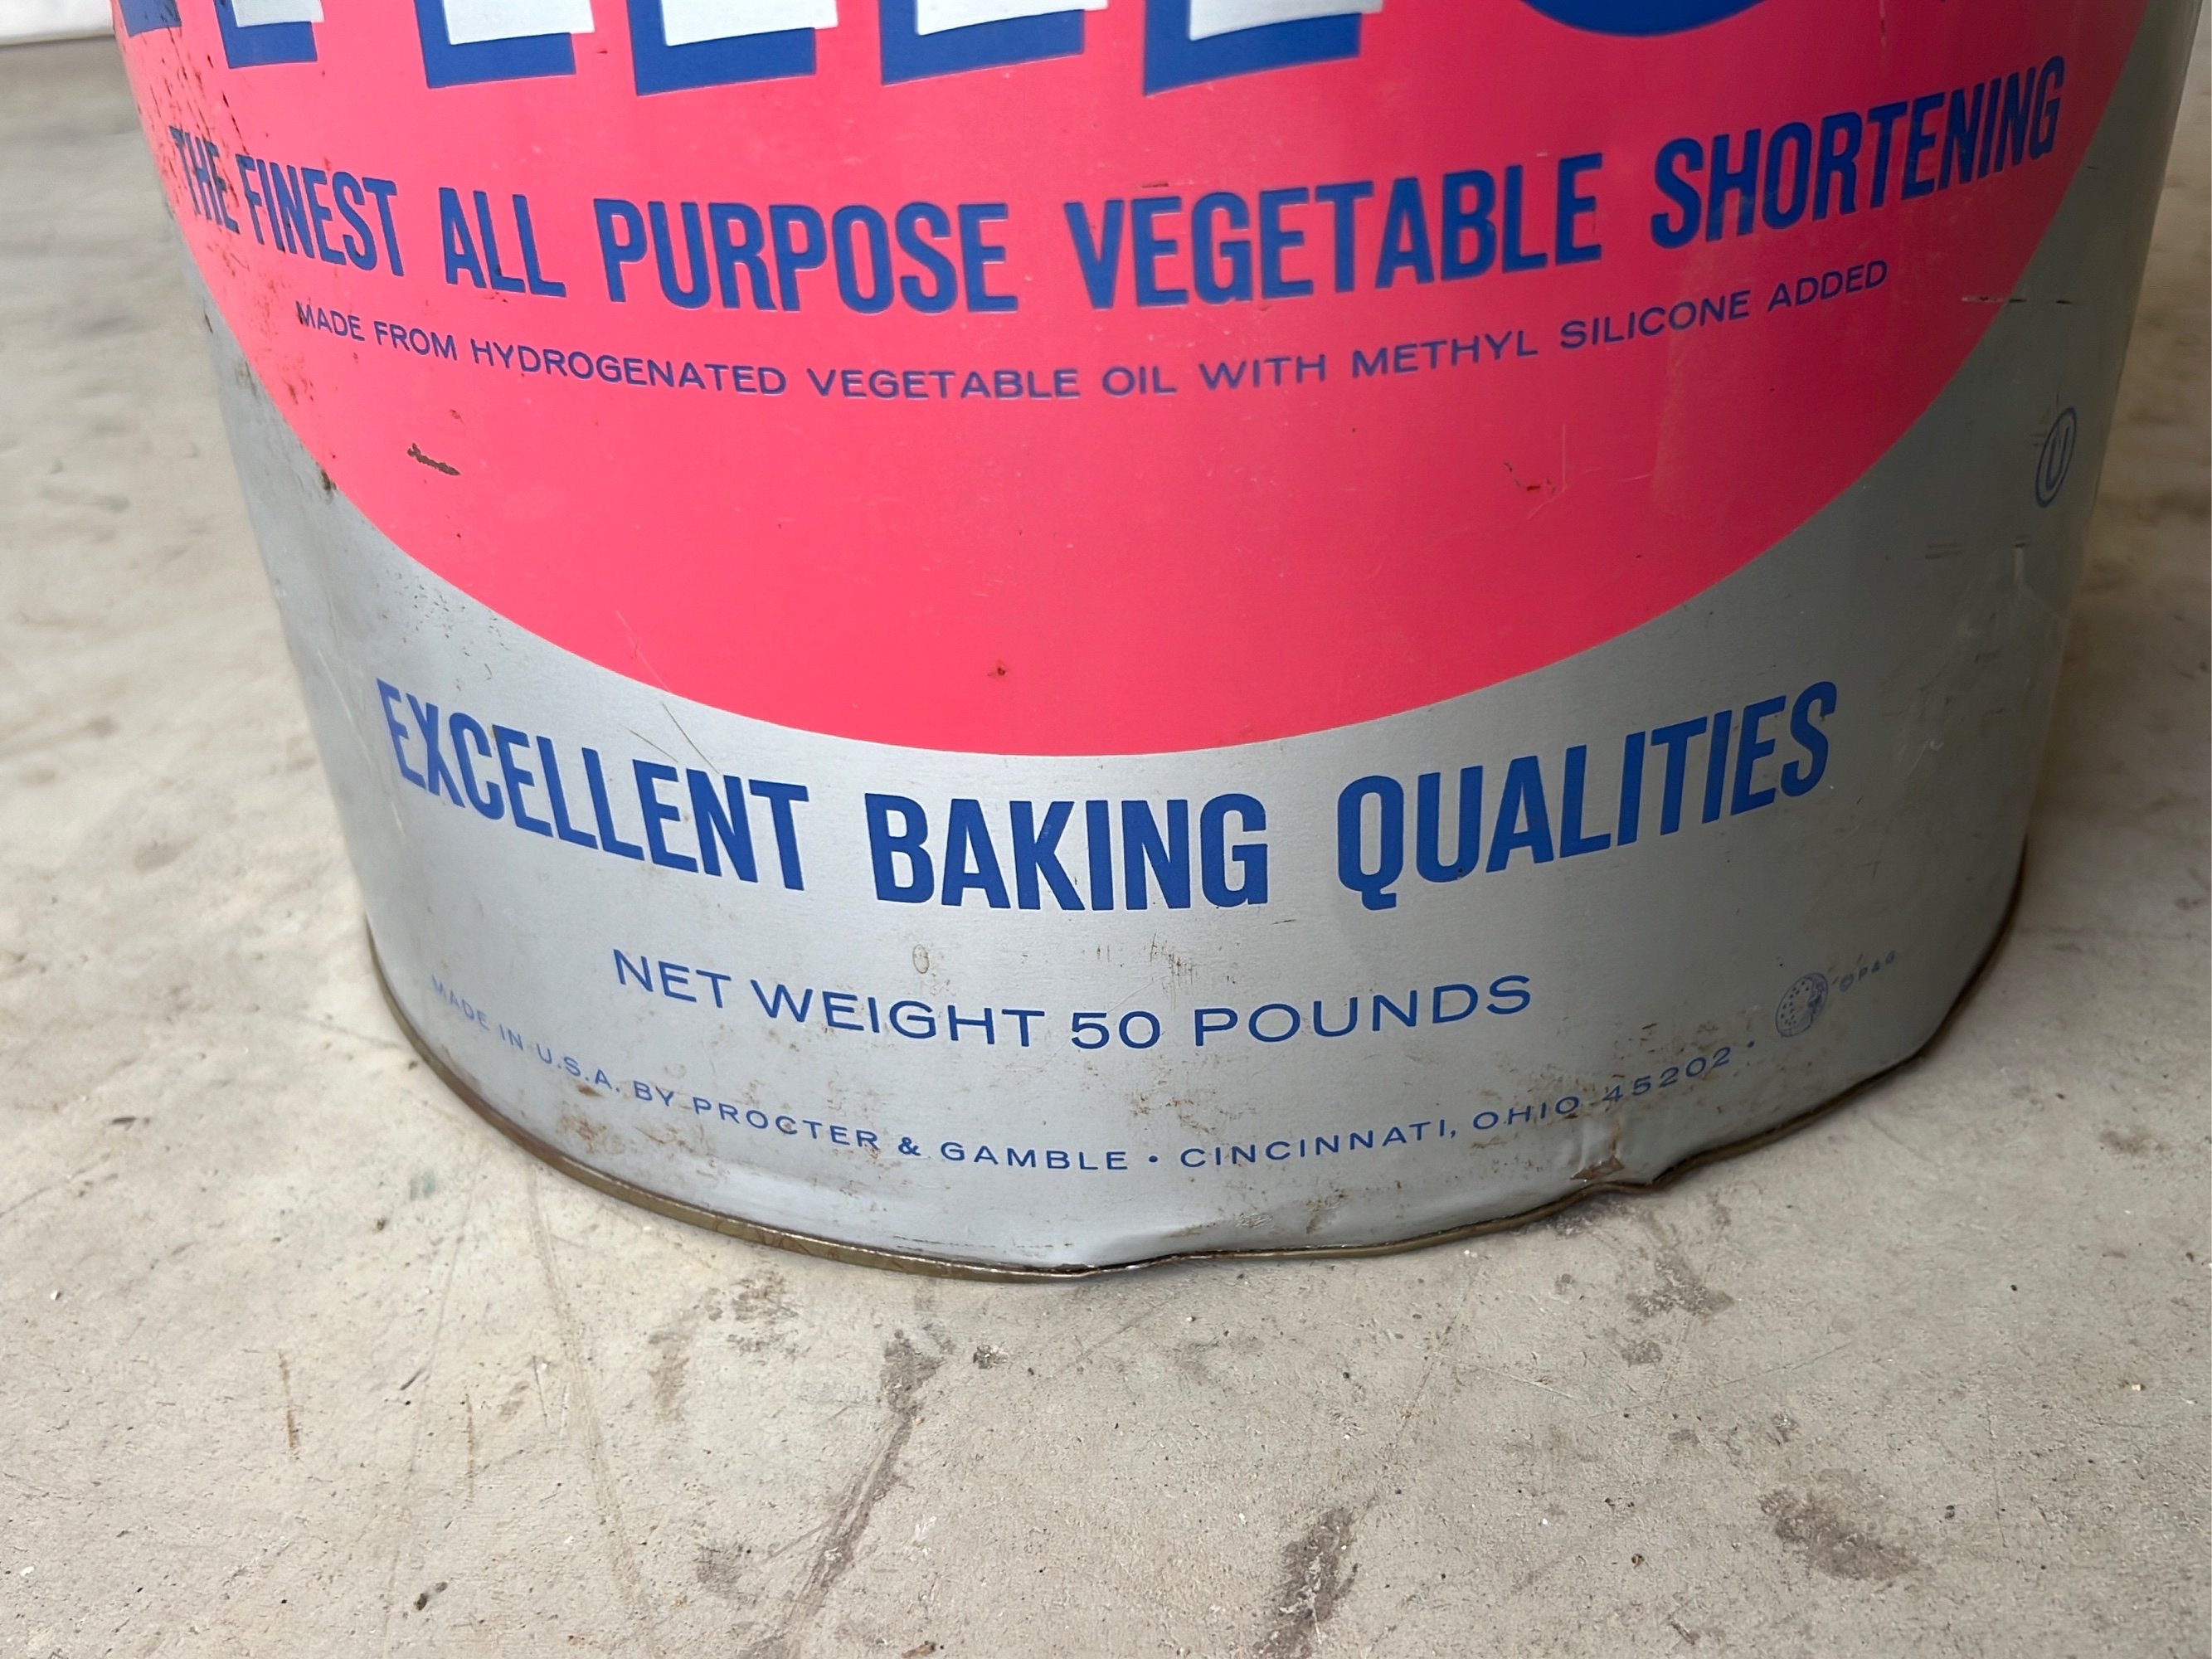 THE FINEST ALL PURPOSE VEGETABLE SHORTENING
MADE FROM HYDROGENATED VEGETABLE OIL WITH METHYL SILICONE ADDED
U
EXCELLENT BAKING QUALITIES
NET WEIGHT 50 POUNDS
MADE IN U.S.A. BY PROCTER & GAMBLE • CINCINNATI, OHIO 45202 • © P & G